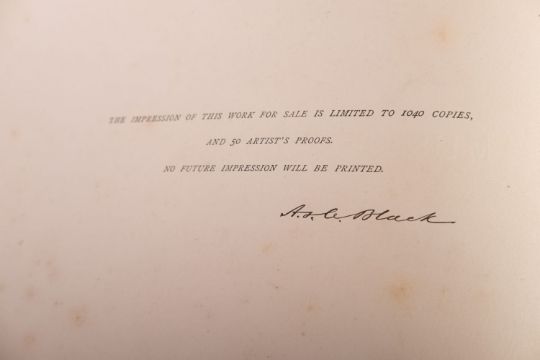 THE IMPRESSION OF THIS WORK FOR SALE IS LIMITED TO 1040 COPIES,
AND 50 ARTIST'S PROOFS.
NO FUTURE IMPRESSION WILL BE PRINTED.
A. & C. Black